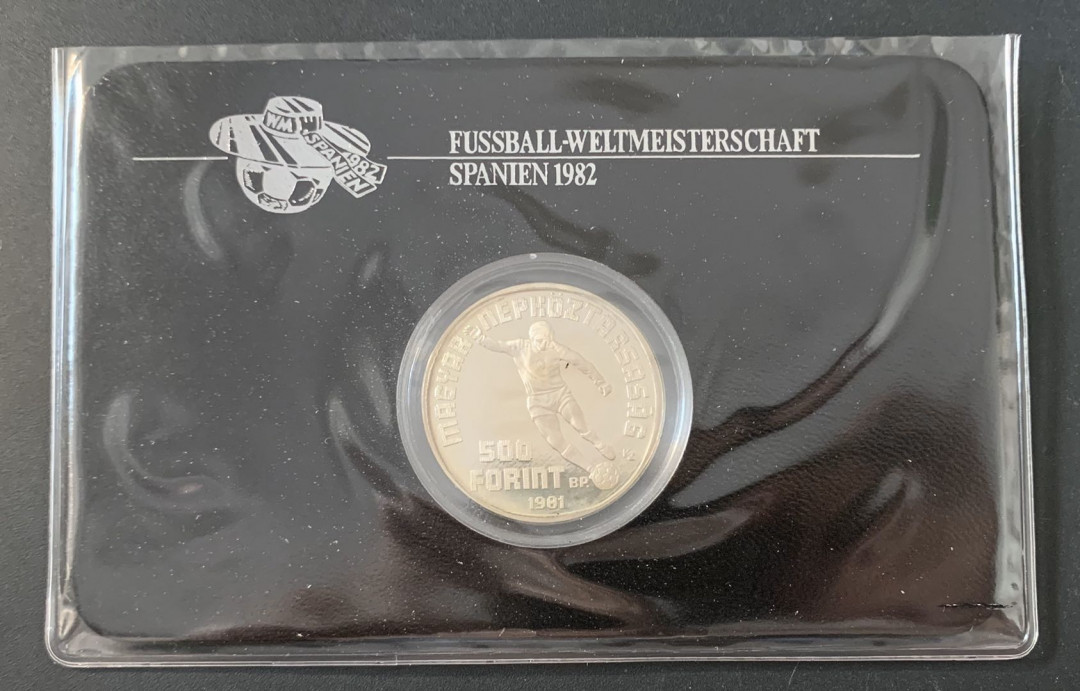 WM
SPANIEN
1982
FUSSBALL-WELTMEISTERSCHAFT
SPANIEN 1982
MAGYAR NÉPKÖZTÁRSASÁG
500
FORINT BP.
1981